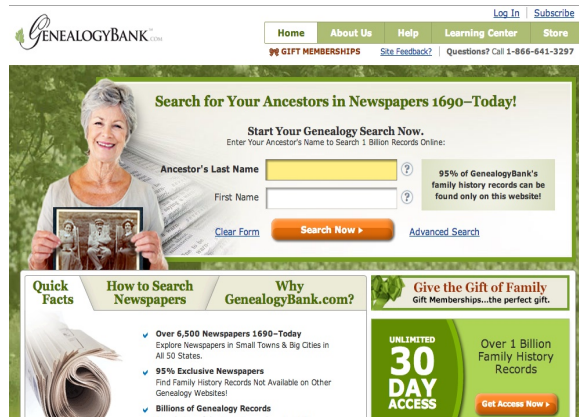 Log In | Subscribe
GENEALOGYBANK.COM
Home About Us Help Learning Center Store
GIFT MEMBERSHIPS Site Feedback? Questions? Call 1-866-641-3297
Search for Your Ancestors in Newspapers 1690–Today!
Start Your Genealogy Search Now.
Enter Your Ancestor's Name to Search 1 Billion Records Online:
Ancestor's Last Name ?
First Name ?
95% of GenealogyBank's
family history records can be
found only on this website!
Clear Form Search Now Advanced Search
Quick
Facts
How to Search
Newspapers
Why
GenealogyBank.com?
Over 6,500 Newspapers 1690–Today
Explore Newspapers in Small Towns & Big Cities in
All 50 States.
95% Exclusive Newspapers
Find Family History Records Not Available on Other
Genealogy Websites!
Billions of Genealogy Records
Give the Gift of Family
Gift Memberships...the perfect gift.
UNLIMITED
30
DAY
ACCESS
Over 1 Billion
Family History
Records
Get Access Now